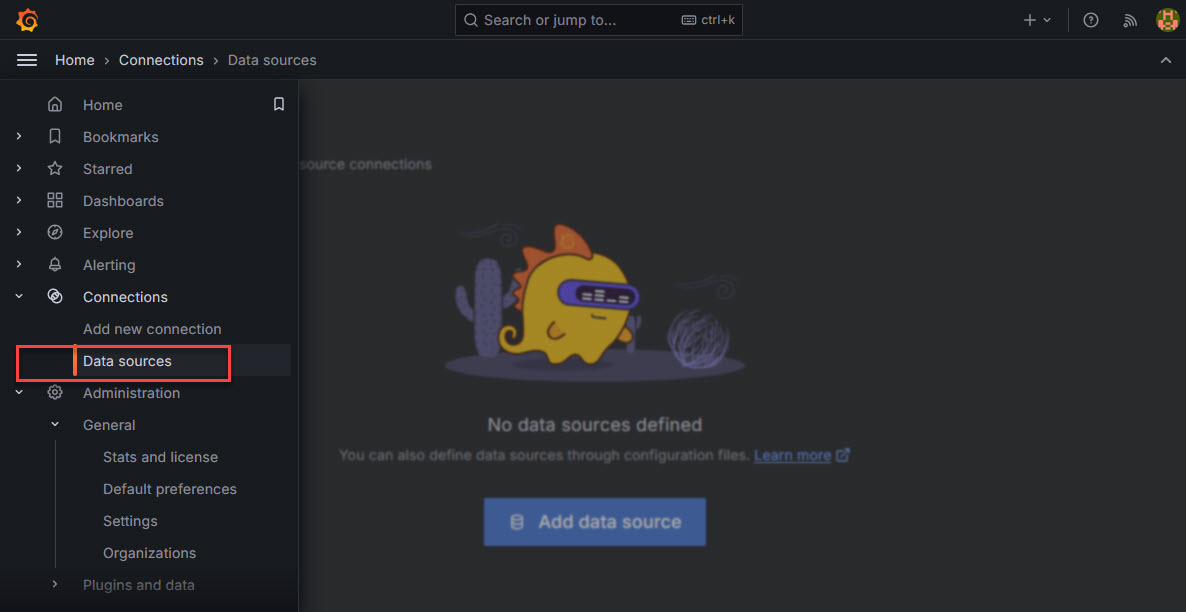 Search or jump to... ctrl+k
Home › Connections › Data sources
Home
Bookmarks
Starred
Dashboards
Explore
Alerting
Connections
Add new connection
Data sources
Administration
General
Stats and license
Default preferences
Settings
Organizations
Plugins and data
source connections
No data sources defined
You can also define data sources through configuration files. Learn more
Add data source